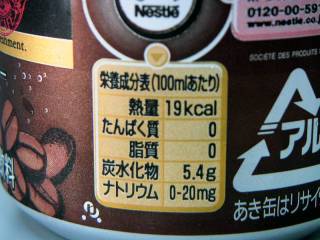 Nestlé
0120-00-591
www.nestle.co.j
SOCIÉTÉ DES PRODUITS
栄養成分表(100mlあたり)
熱量 19kcal
たんぱく質 0
脂質 0
炭水化物 5.4g
ナトリウム 0-20mg
アル
あき缶はリサイ